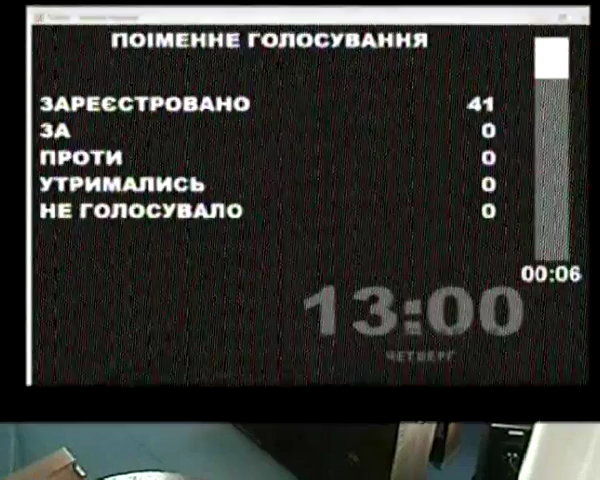 ПОІМЕННЕ ГОЛОСУВАННЯ
ЗАРЕЄСТРОВАНО 41
ЗА 0
ПРОТИ 0
УТРИМАЛИСЬ 0
НЕ ГОЛОСУВАЛО 0
00:06
13:00
ЧЕТВЕРГ